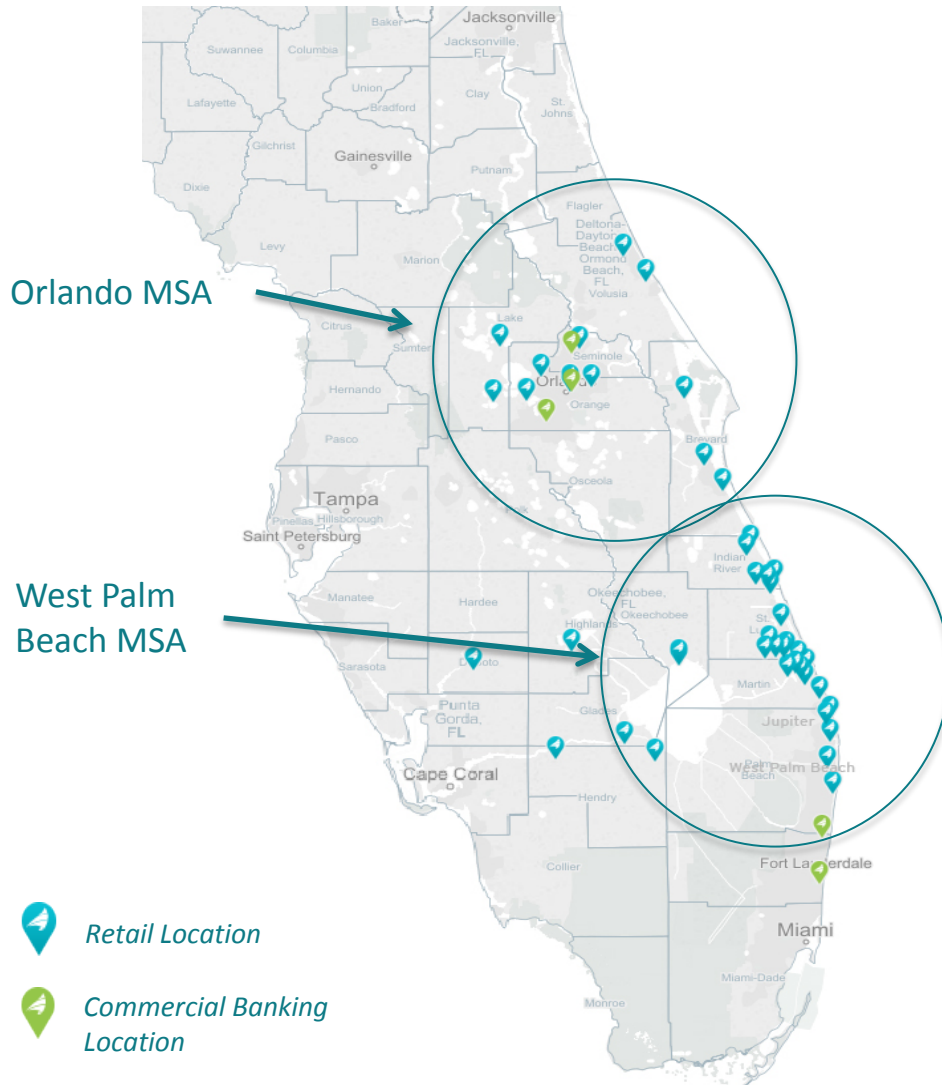 Jacksonville
Baker
Suwannee
Columbia
Jacksonville,
FL
Union
Clay
Lafayette
Bradford
St.
Johns
Gilchrist
Gainesville
Putnam
Dixie
Flagler
Levy
Marion
Deltona-
Daytona
Beach-
Ormond
Beach,
FL
Volusia
Orlando MSA
Lake
Citrus
Sumter
Seminole
Hernando
Orlando
Orange
Pasco
Brevard
Osceola
Tampa
Polk
Pinellas
Hillsborough
Saint Petersburg
Indian
River
West Palm
Beach MSA
Manatee
Hardee
Okeechobee,
FL
Okeechobee
Highlands
St.
Sarasota
Martin
Punta
Gorda,
FL
Glades
Jupiter
Palm
Beach
West Palm Beach
Cape Coral
Hendry
Collier
Fort Lauderdale
Retail Location
Miami
Commercial Banking
Location
Miami-Dade
Monroe